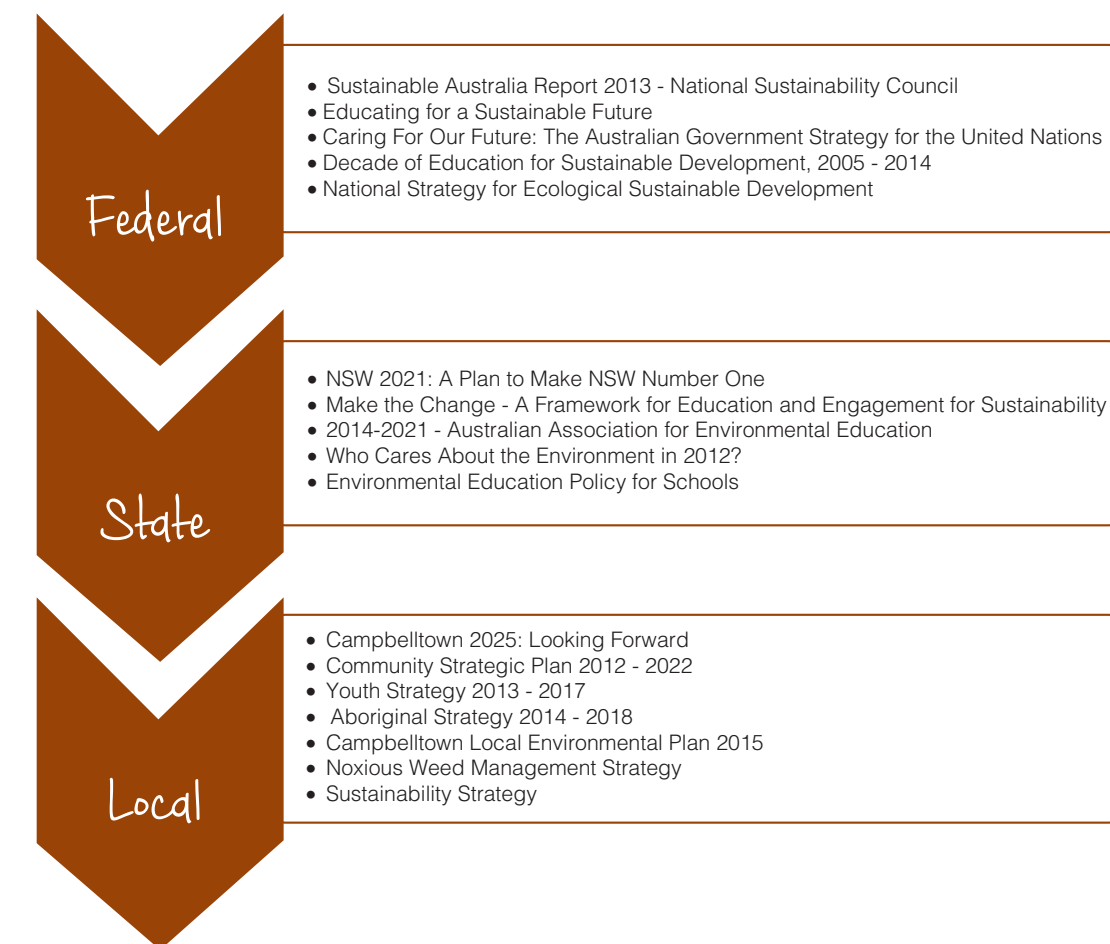 Federal
• Sustainable Australia Report 2013 - National Sustainability Council
• Educating for a Sustainable Future
• Caring For Our Future: The Australian Government Strategy for the United Nations
• Decade of Education for Sustainable Development, 2005 - 2014
• National Strategy for Ecological Sustainable Development
State
• NSW 2021: A Plan to Make NSW Number One
• Make the Change - A Framework for Education and Engagement for Sustainability
• 2014-2021 - Australian Association for Environmental Education
• Who Cares About the Environment in 2012?
• Environmental Education Policy for Schools
Local
• Campbelltown 2025: Looking Forward
• Community Strategic Plan 2012 - 2022
• Youth Strategy 2013 - 2017
• Aboriginal Strategy 2014 - 2018
• Campbelltown Local Environmental Plan 2015
• Noxious Weed Management Strategy
• Sustainability Strategy